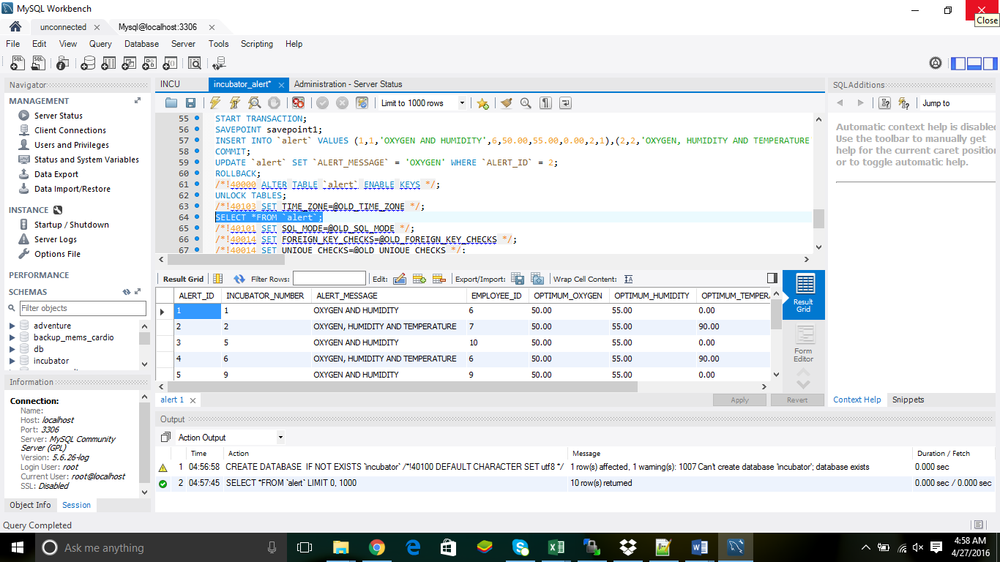 MySQL Workbench
Close
unconnected
Mysql@localhost:3306
File Edit View Query Database Server Tools Scripting Help
Navigator
MANAGEMENT
Server Status
Client Connections
Users and Privileges
Status and System Variables
Data Export
Data Import/Restore
INSTANCE
Startup / Shutdown
Server Logs
Options File
PERFORMANCE
SCHEMAS
Filter objects
adventure
backup_mems_cardio
db
incubator
Information
Connection:
Name:
Host: localhost
Port: 3306
Server: MySQL Community
Server (GPL)
Version: 5.6.26-log
Login User: root
Current User: root@localhost
SSL: Disabled
Object Info Session
INCU incubator_alert* Administration - Server Status
Limit to 1000 rows
55 START TRANSACTION;
56 SAVEPOINT savepoint1;
57 INSERT INTO `alert` VALUES (1,1,'OXYGEN AND HUMIDITY',6,50.00,55.00,0.00,2,1),(2,2,'OXYGEN, HUMIDITY AND TEMPERATURE
58 COMMIT;
59 UPDATE `alert` SET `ALERT_MESSAGE` = 'OXYGEN' WHERE `ALERT_ID` = 2;
60 ROLLBACK;
61 /*!40000 ALTER TABLE `alert` ENABLE KEYS */;
62 UNLOCK TABLES;
63 /*!40103 SET TIME_ZONE=@OLD_TIME_ZONE */;
64 SELECT *FROM `alert`;
65 /*!40101 SET SQL_MODE=@OLD_SQL_MODE */;
66 /*!40014 SET FOREIGN_KEY_CHECKS=@OLD_FOREIGN_KEY_CHECKS */;
67 /*!40014 SET UNIQUE_CHECKS=@OLD_UNIQUE_CHECKS */;
Result Grid Filter Rows: Edit: Export/Import: Wrap Cell Content:
ALERT_ID INCUBATOR_NUMBER ALERT_MESSAGE EMPLOYEE_ID OPTIMUM_OXYGEN OPTIMUM_HUMIDITY OPTIMUM_TEMPERA
1 1 OXYGEN AND HUMIDITY 6 50.00 55.00 0.00
2 2 OXYGEN, HUMIDITY AND TEMPERATURE 7 50.00 55.00 90.00
3 5 OXYGEN AND HUMIDITY 10 50.00 55.00 0.00
4 6 OXYGEN, HUMIDITY AND TEMPERATURE 6 50.00 55.00 90.00
5 9 OXYGEN AND HUMIDITY 9 50.00 55.00 0.00
Result
Grid
Form
Editor
alert 1
Apply Revert
SQLAdditions
Jump to
Automatic context help is disabled
Use the toolbar to manually get
help for the current caret position
or to toggle automatic help.
Context Help Snippets
Output
Action Output
Time Action Message Duration / Fetch
1 04:56:58 CREATE DATABASE IF NOT EXISTS `incubator` /*!40100 DEFAULT CHARACTER SET utf8 */ 1 row(s) affected, 1 warning(s): 1007 Can't create database 'incubator'; database exists 0.000 sec
2 04:57:45 SELECT *FROM `alert` LIMIT 0, 1000 10 row(s) returned 0.000 sec / 0.000 sec
Query Completed
Ask me anything
4:58 AM
4/27/2016